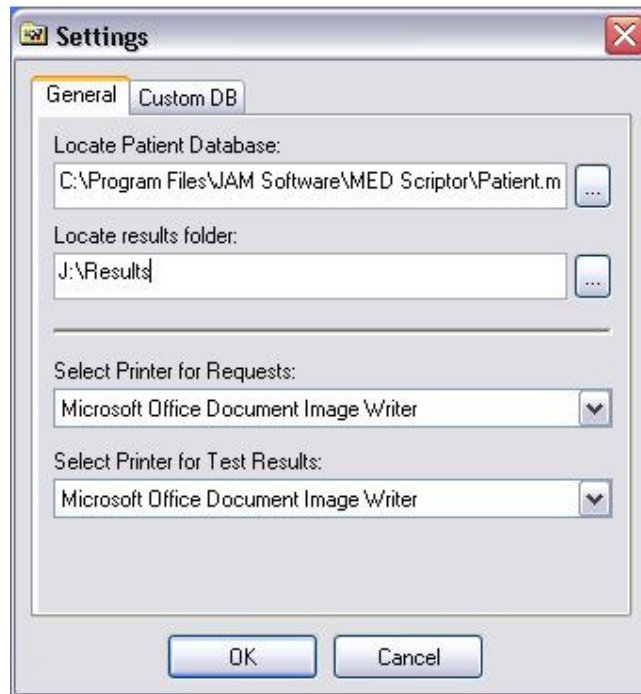 Settings
General Custom DB
Locate Patient Database:
C:\Program Files\JAM Software\MED Scriptor\Patient.m
...
Locate results folder:
J:\Results
...
Select Printer for Requests:
Microsoft Office Document Image Writer
Select Printer for Test Results:
Microsoft Office Document Image Writer
OK Cancel